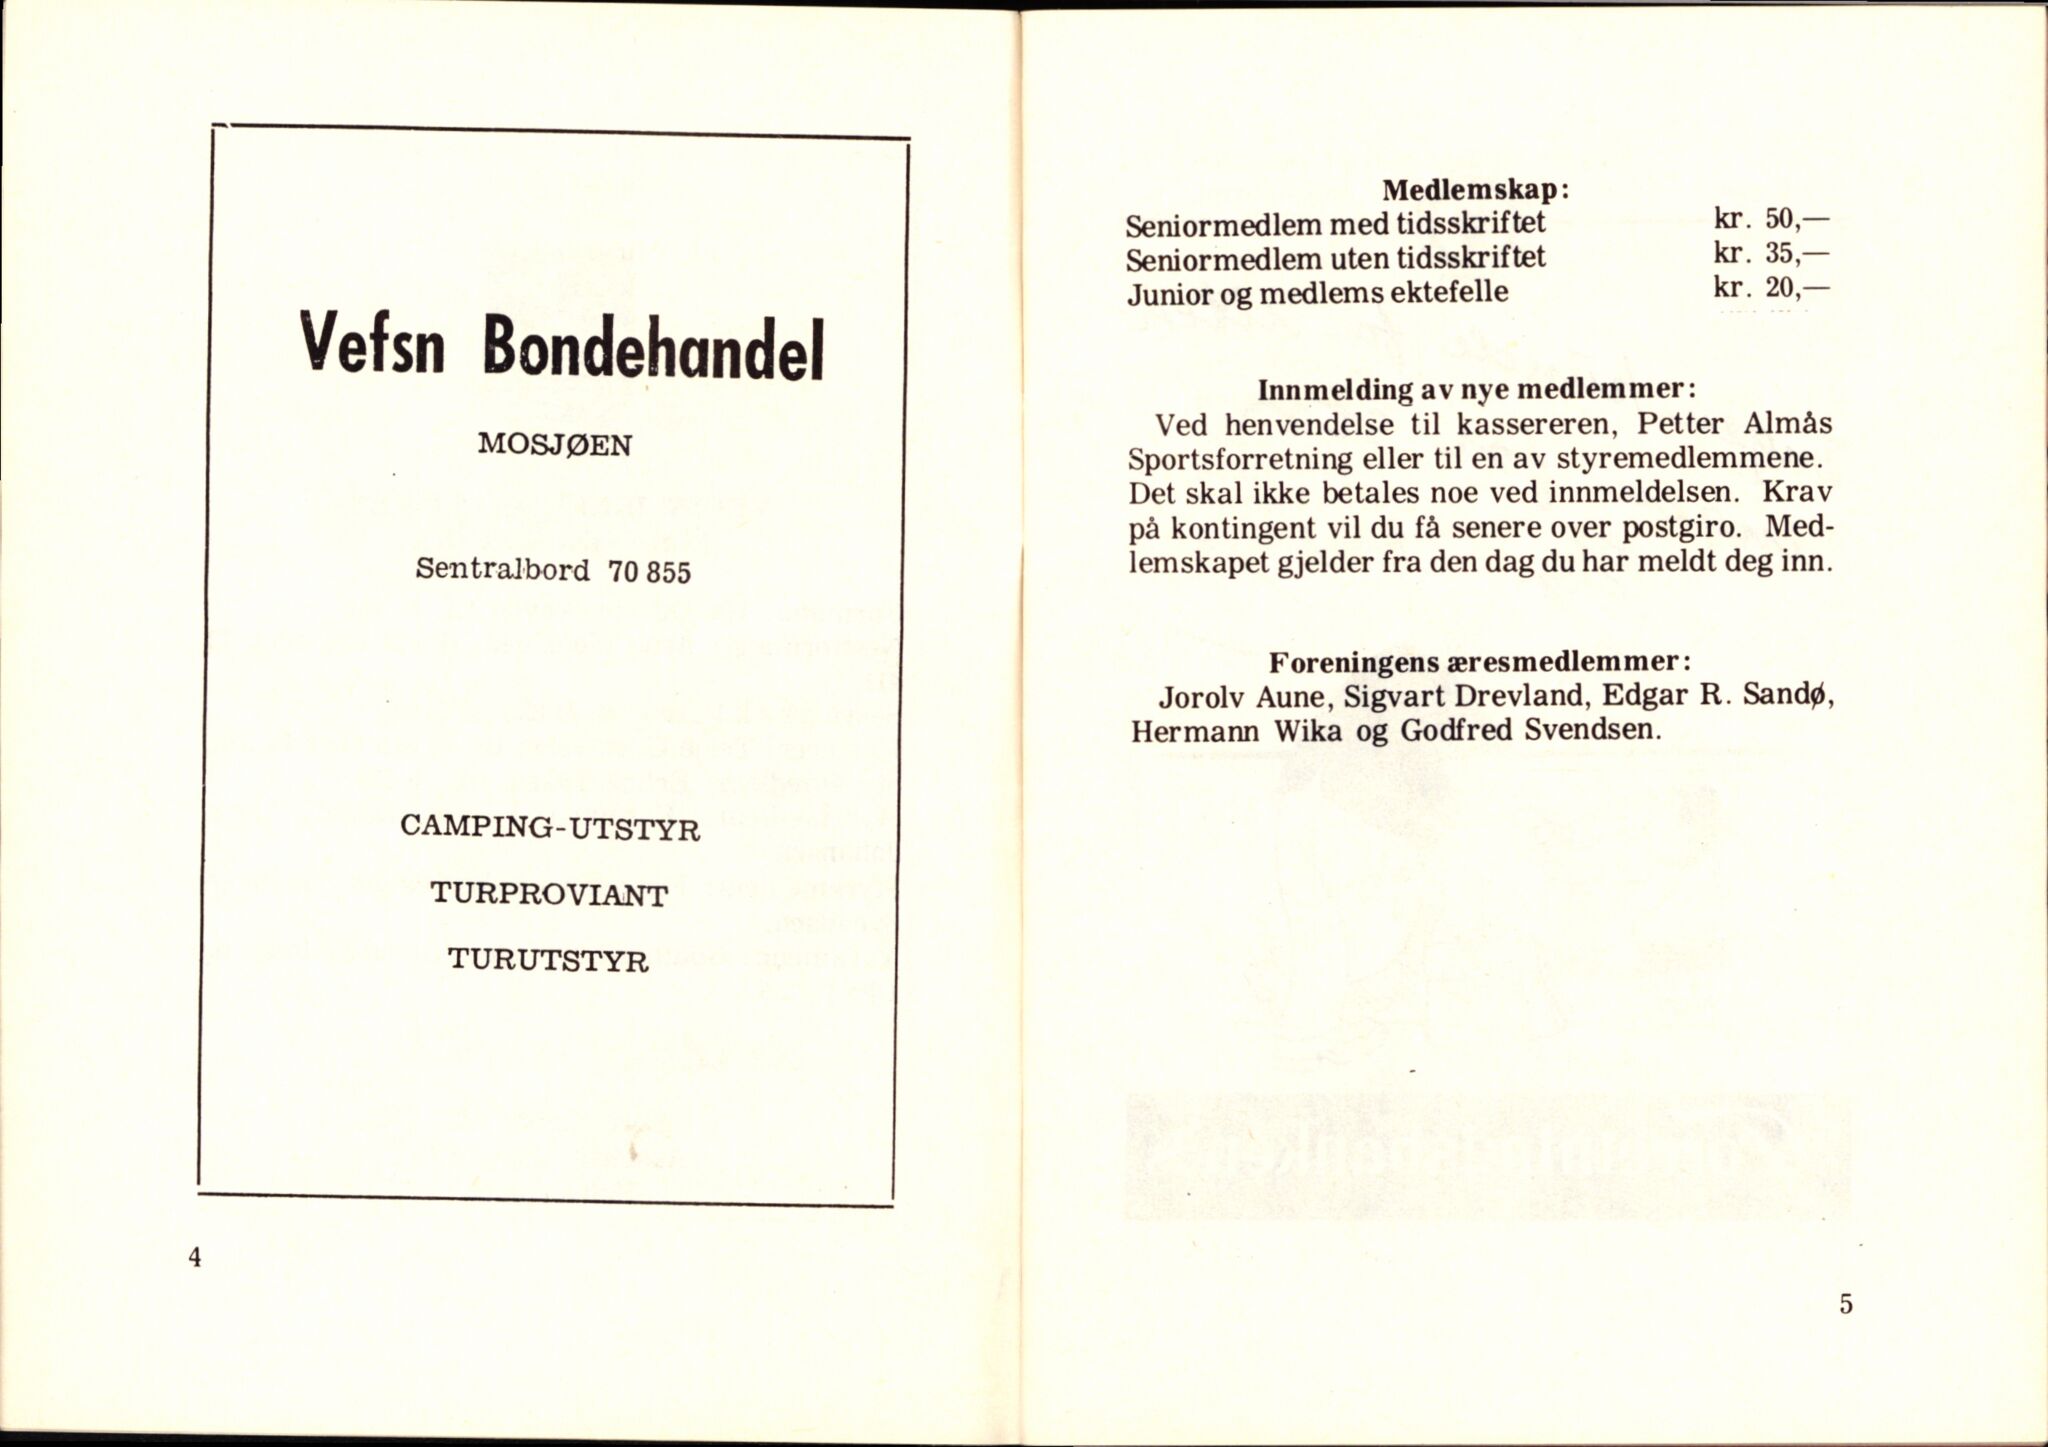 Vefsn Bondehandel
MOSJØEN
Sentralbord 70 855
CAMPING-UTSTYR
TURPROVIANT
TURUTSTYR
4
Medlemskap:
Seniormedlem med tidsskriftet kr. 50,—
Seniormedlem uten tidsskriftet kr. 35,—
Junior og medlems ektefelle kr. 20,—
Innmelding av nye medlemmer:
Ved henvendelse til kassereren, Petter Almås
Sportsforretning eller til en av styremedlemmene.
Det skal ikke betales noe ved innmeldelsen. Krav
på kontingent vil du få senere over postgiro. Med-
lemskapet gjelder fra den dag du har meldt deg inn.
Foreningens æresmedlemmer:
Jorolv Aune, Sigvart Drevland, Edgar R. Sandø,
Hermann Wika og Godfred Svendsen.
5